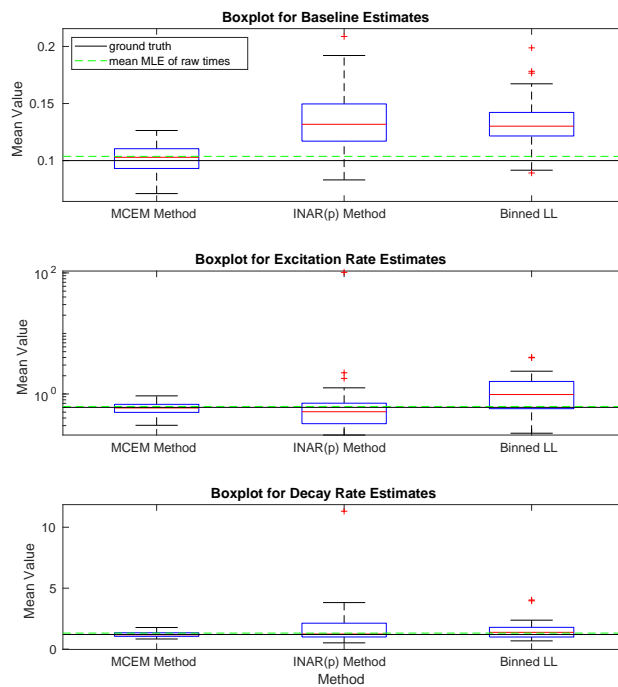 Boxplot for Baseline Estimates
ground truth
mean MLE of raw times
0.2
0.15
0.1
Mean Value
MCEM Method
INAR(p) Method
Binned LL
Boxplot for Excitation Rate Estimates
10^2
10^0
Mean Value
MCEM Method
INAR(p) Method
Binned LL
Boxplot for Decay Rate Estimates
10
5
0
Mean Value
MCEM Method
INAR(p) Method
Binned LL
Method